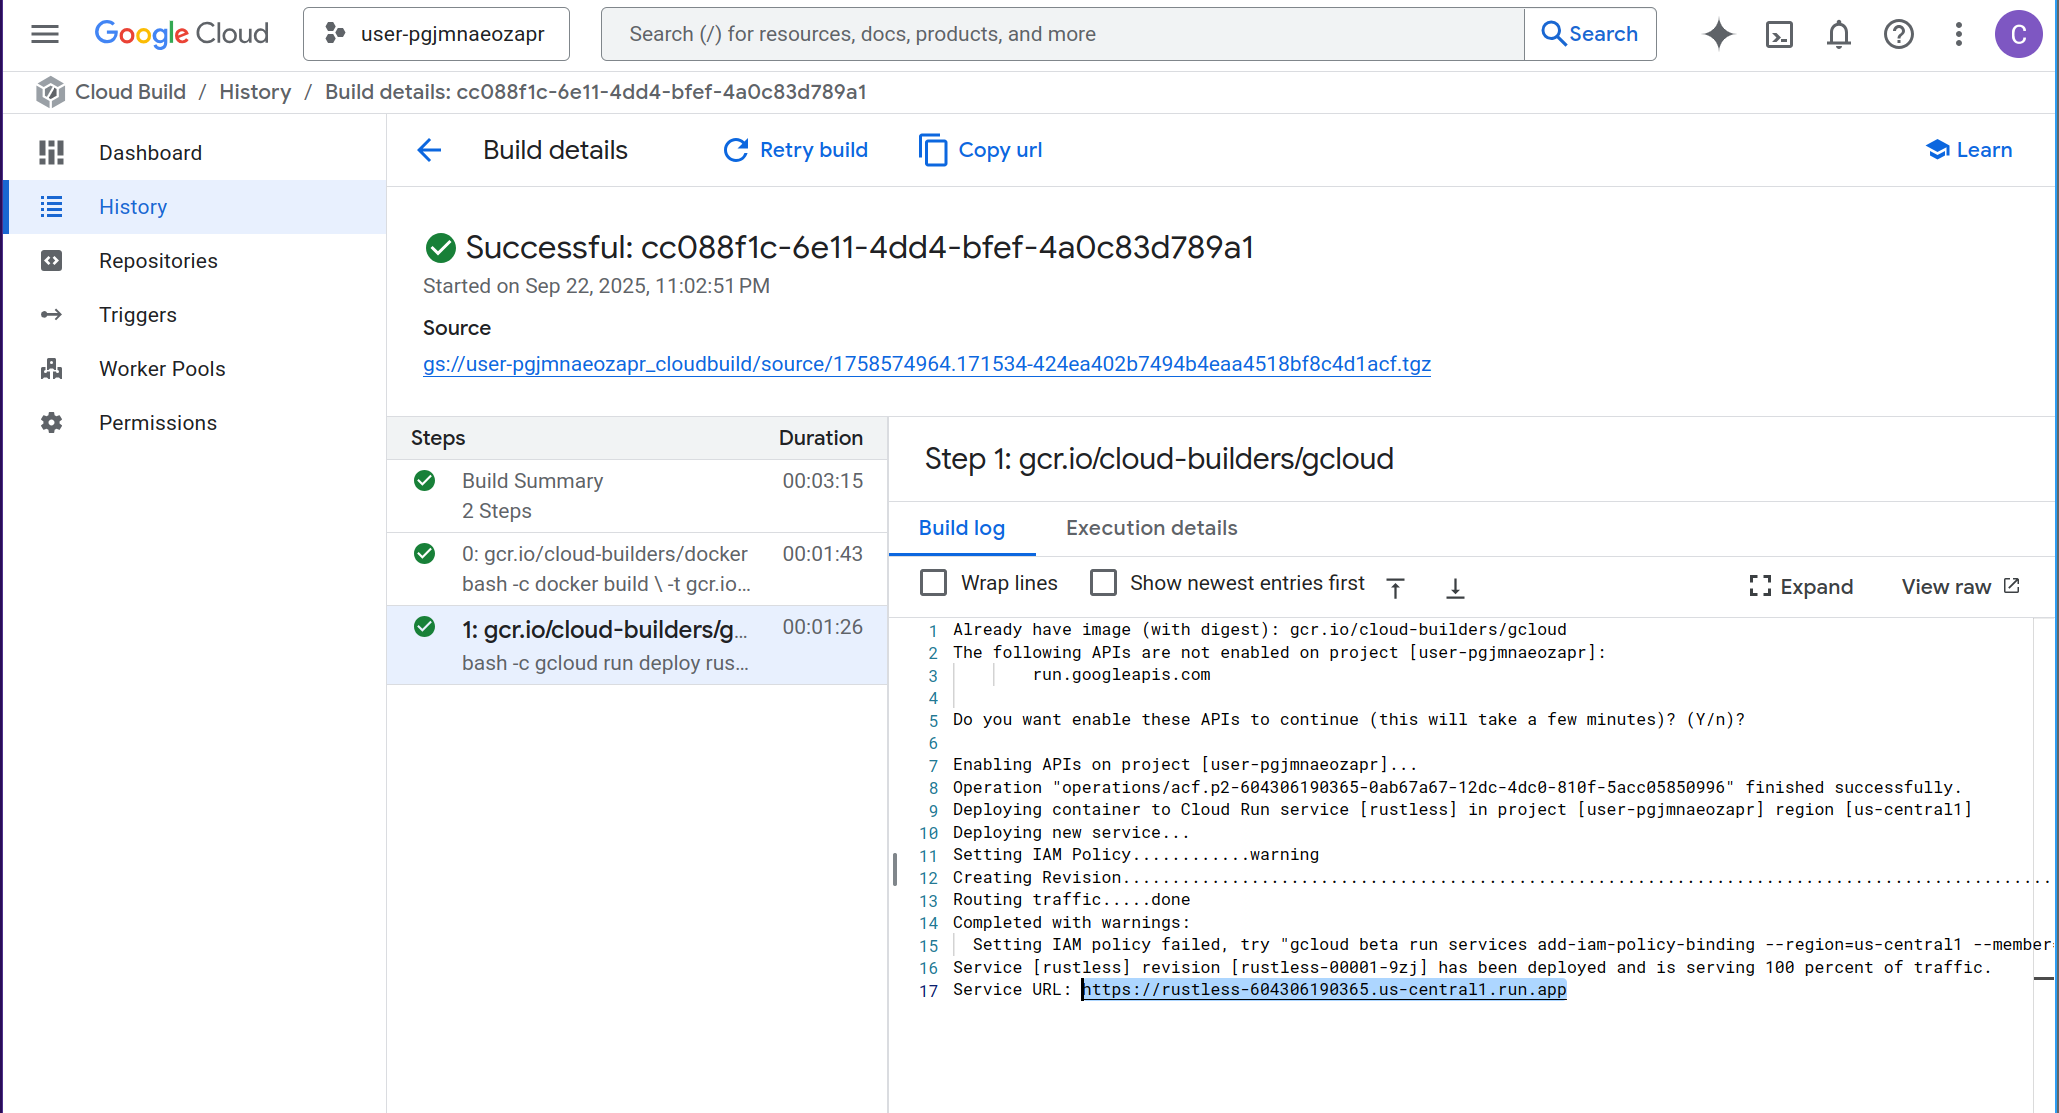 Google Cloud
user-pgjmnaeozapr
Search (/) for resources, docs, products, and more
Search
C
Cloud Build / History / Build details: cc088f1c-6e11-4dd4-bfef-4a0c83d789a1
Dashboard
History
Repositories
Triggers
Worker Pools
Permissions
Build details
Retry build
Copy url
Learn
Successful: cc088f1c-6e11-4dd4-bfef-4a0c83d789a1
Started on Sep 22, 2025, 11:02:51 PM
Source
gs://user-pgjmnaeozapr_cloudbuild/source/1758574964.171534-424ea402b7494b4eaa4518bf8c4d1acf.tgz
Steps Duration
Build Summary 00:03:15
2 Steps
0: gcr.io/cloud-builders/docker 00:01:43
bash -c docker build \ -t gcr.io...
1: gcr.io/cloud-builders/g... 00:01:26
bash -c gcloud run deploy rus...
Step 1: gcr.io/cloud-builders/gcloud
Build log Execution details
Wrap lines Show newest entries first Expand View raw
1 Already have image (with digest): gcr.io/cloud-builders/gcloud
2 The following APIs are not enabled on project [user-pgjmnaeozapr]:
3 run.googleapis.com
4
5 Do you want enable these APIs to continue (this will take a few minutes)? (Y/n)?
6
7 Enabling APIs on project [user-pgjmnaeozapr]...
8 Operation "operations/acf.p2-604306190365-0ab67a67-12dc-4dc0-810f-5acc05850996" finished successfully.
9 Deploying container to Cloud Run service [rustless] in project [user-pgjmnaeozapr] region [us-central1]
10 Deploying new service...
11 Setting IAM Policy............warning
12 Creating Revision..............................................................................................
13 Routing traffic.....done
14 Completed with warnings:
15 Setting IAM policy failed, try "gcloud beta run services add-iam-policy-binding --region=us-central1 --member=
16 Service [rustless] revision [rustless-00001-9zj] has been deployed and is serving 100 percent of traffic.
17 Service URL: https://rustless-604306190365.us-central1.run.app